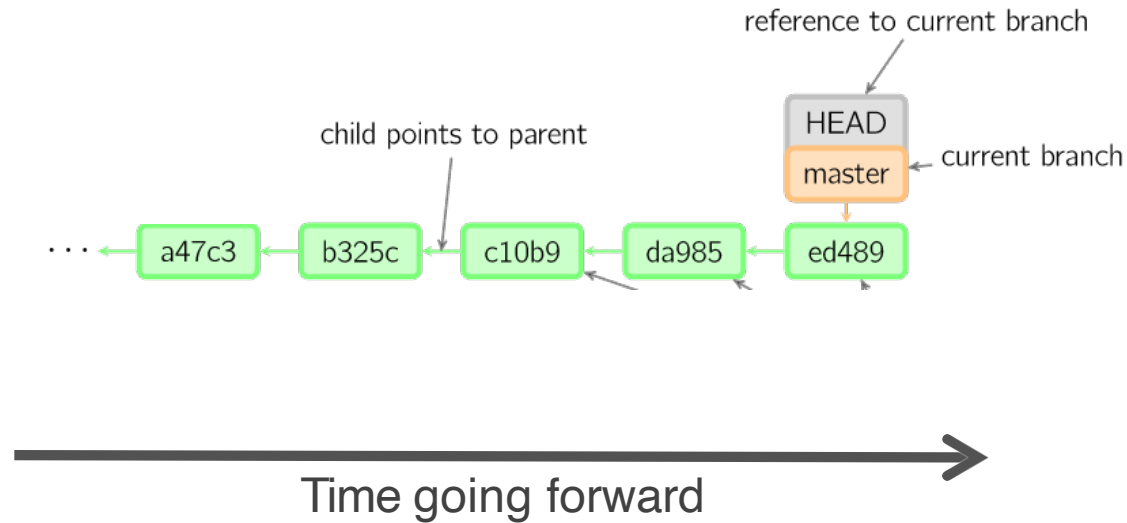 reference to current branch
HEAD
child points to parent
current branch
master
... a47c3 b325c c10b9 da985 ed489
Time going forward